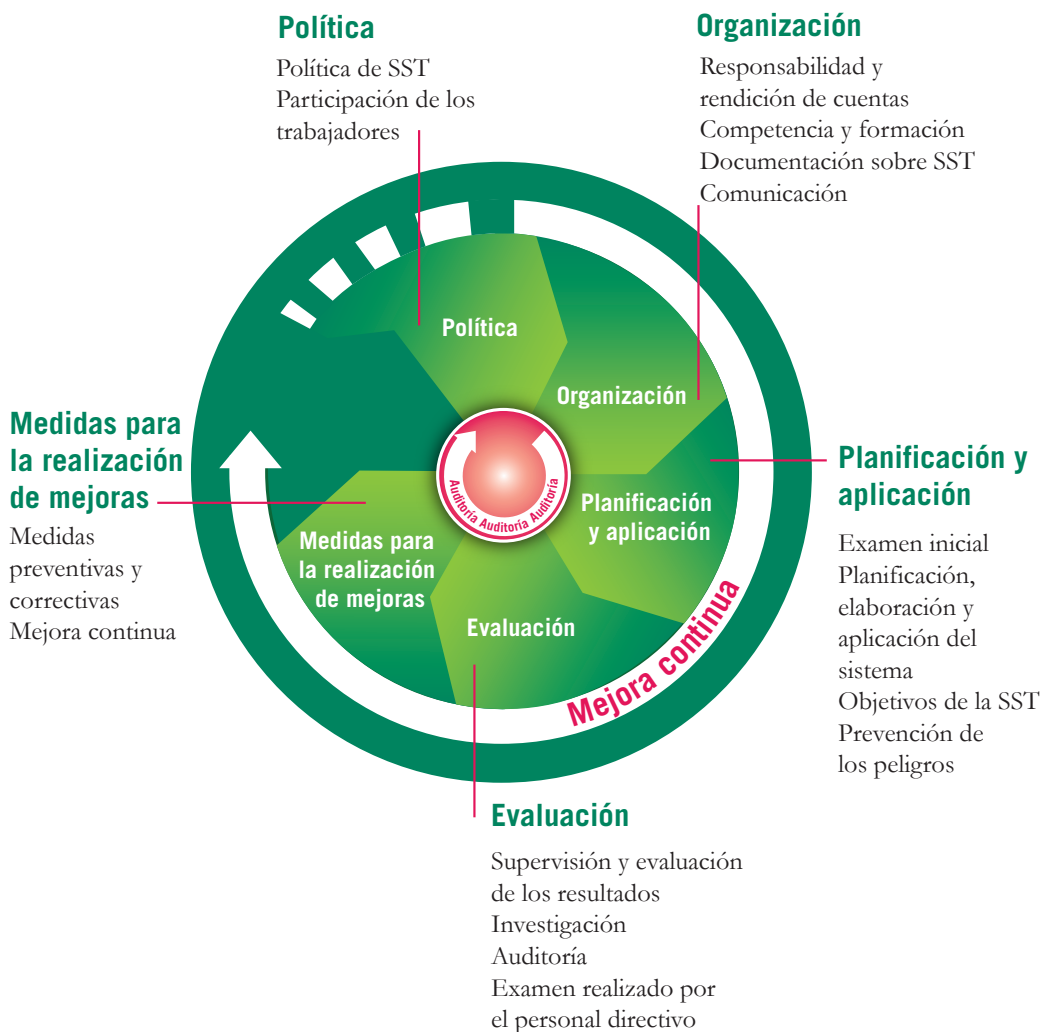 Política
Política de SST
Participación de los
trabajadores
Organización
Responsabilidad y
rendición de cuentas
Competencia y formación
Documentación sobre SST
Comunicación
Política
Organización
Planificación
y aplicación
Evaluación
Medidas para
la realización
de mejoras
Auditoría Auditoría Auditoría
Mejora continua
Medidas para
la realización
de mejoras
Medidas
preventivas y
correctivas
Mejora continua
Planificación y
aplicación
Examen inicial
Planificación,
elaboración y
aplicación del
sistema
Objetivos de la SST
Prevención de
los peligros
Evaluación
Supervisión y evaluación
de los resultados
Investigación
Auditoría
Examen realizado por
el personal directivo